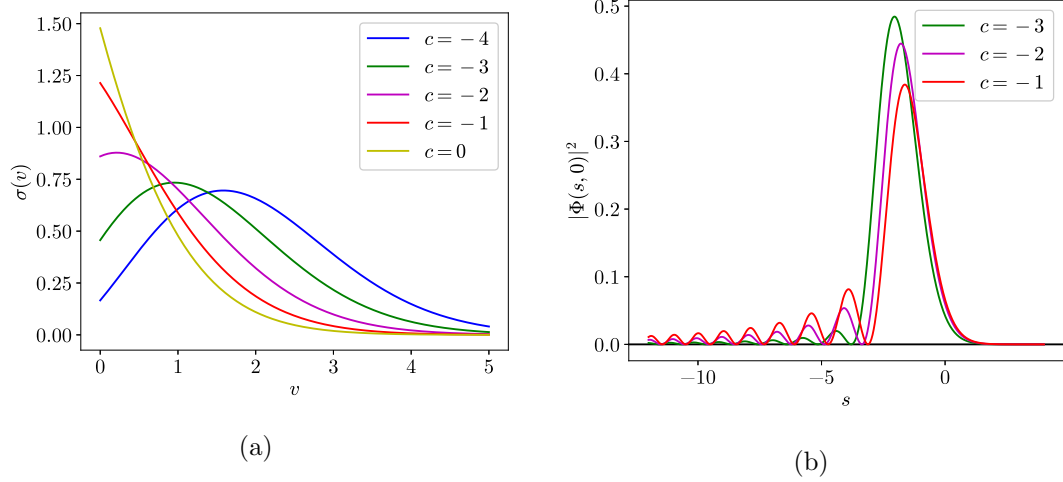 1.50
1.25
1.00
0.75
0.50
0.25
0.00
σ(v)
0 1 2 3 4 5
v
c = − 4
c = − 3
c = − 2
c = − 1
c = 0
(a)
0.5
0.4
0.3
0.2
0.1
0.0
|Φ(s, 0)|²
−10 −5 0
s
c = − 3
c = − 2
c = − 1
(b)